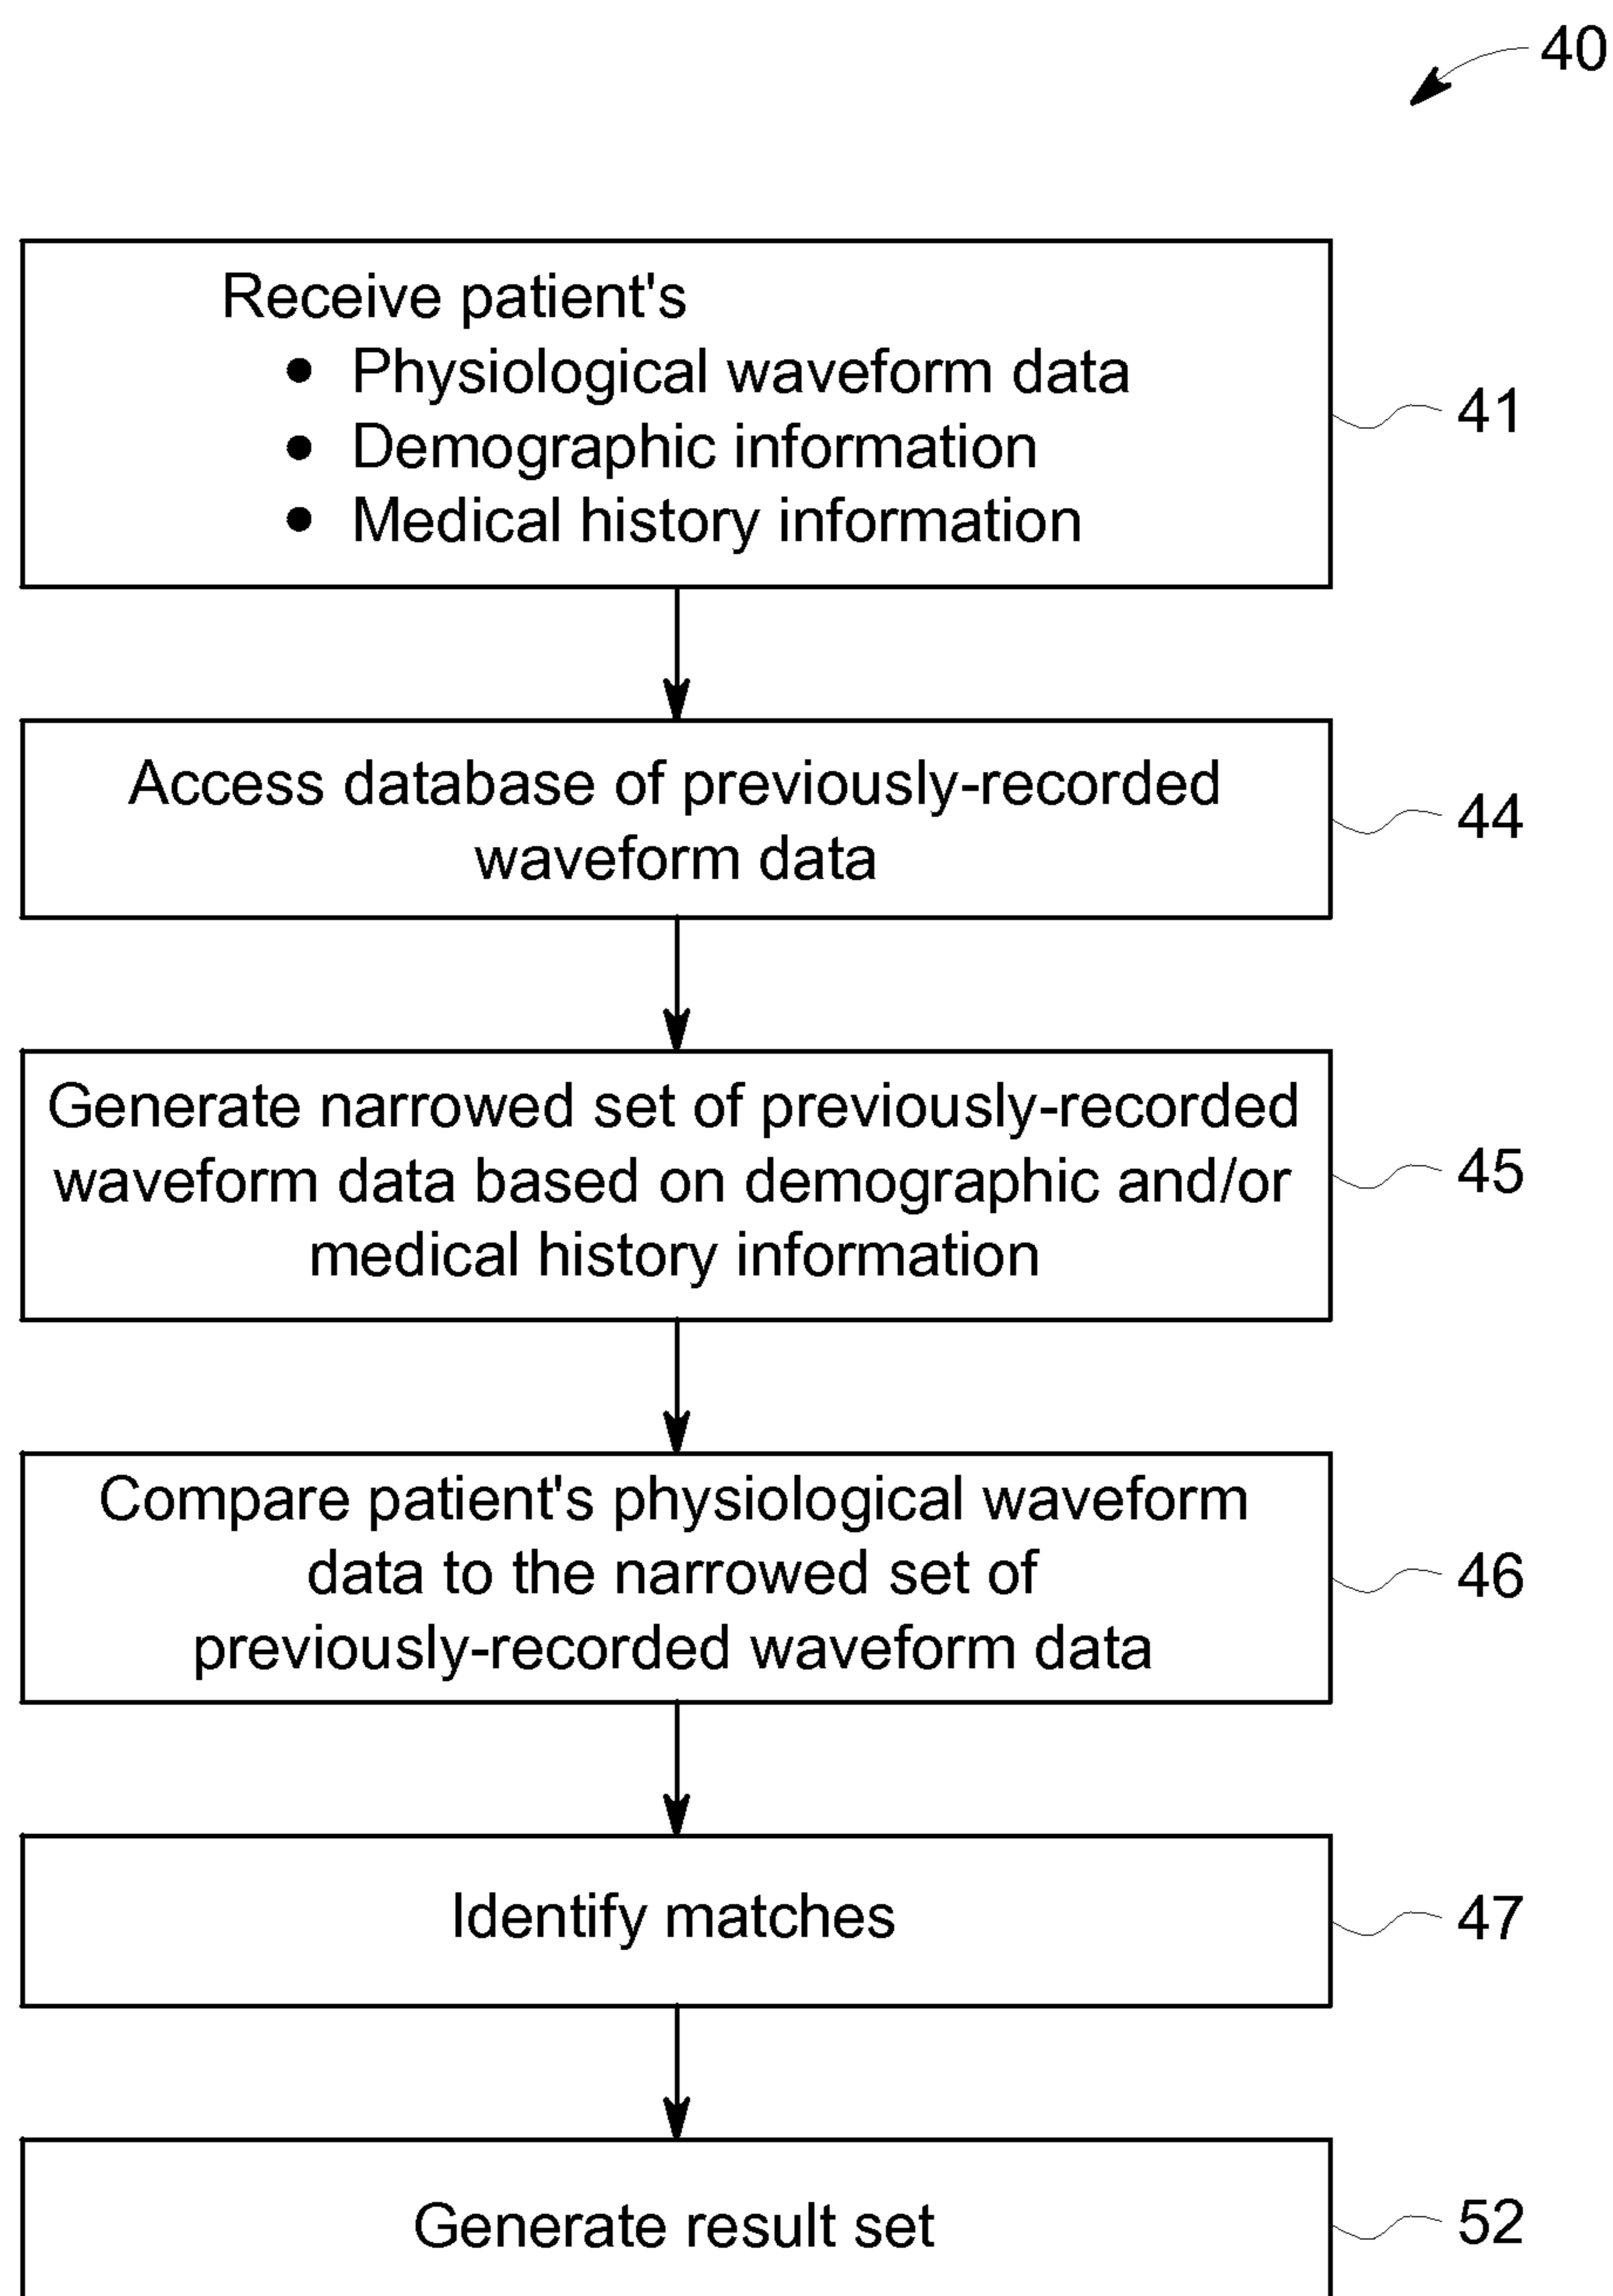 40
Receive patient's
● Physiological waveform data
● Demographic information
● Medical history information
41
Access database of previously-recorded
waveform data
44
Generate narrowed set of previously-recorded
waveform data based on demographic and/or
medical history information
45
Compare patient's physiological waveform
data to the narrowed set of
previously-recorded waveform data
46
Identify matches
47
Generate result set
52